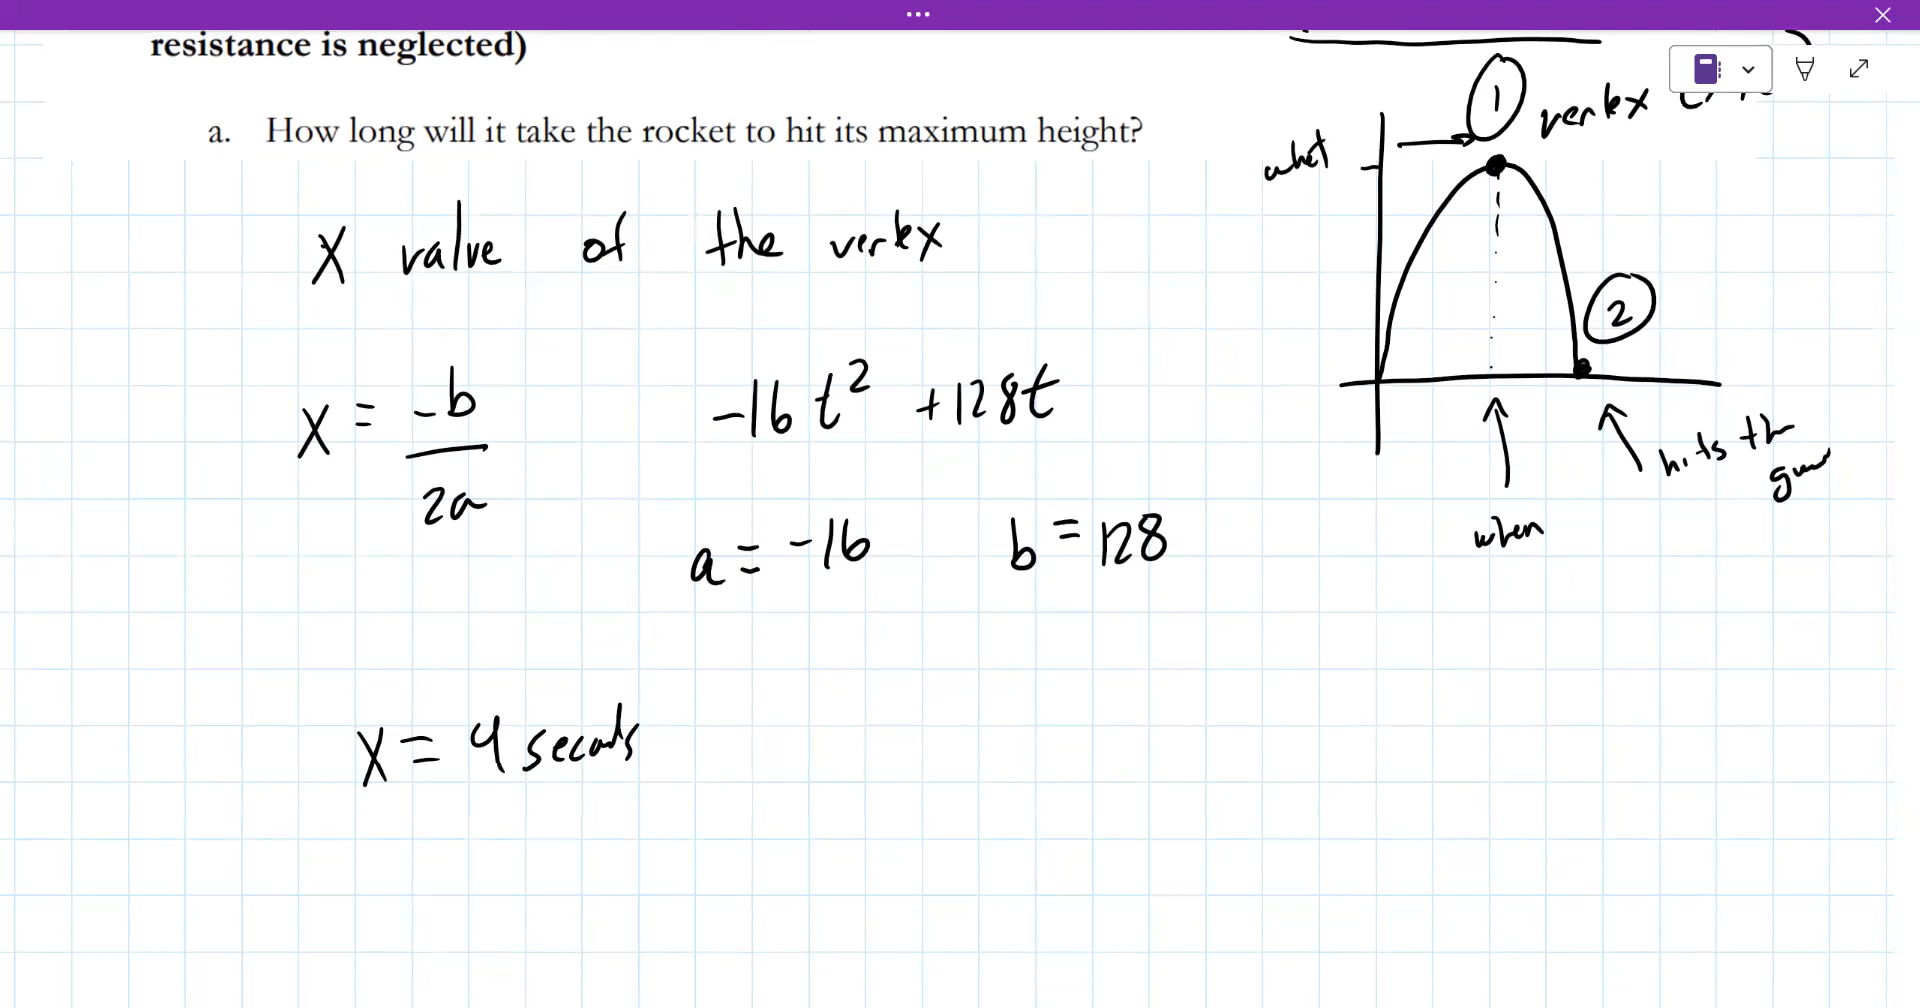 resistance is neglected)
a. How long will it take the rocket to hit its maximum height?
X value of the vertex
X = -b
2a
-16t² +128t
a = -16 b = 128
X = 4 seconds
1
vertex
what
2
hits the
when